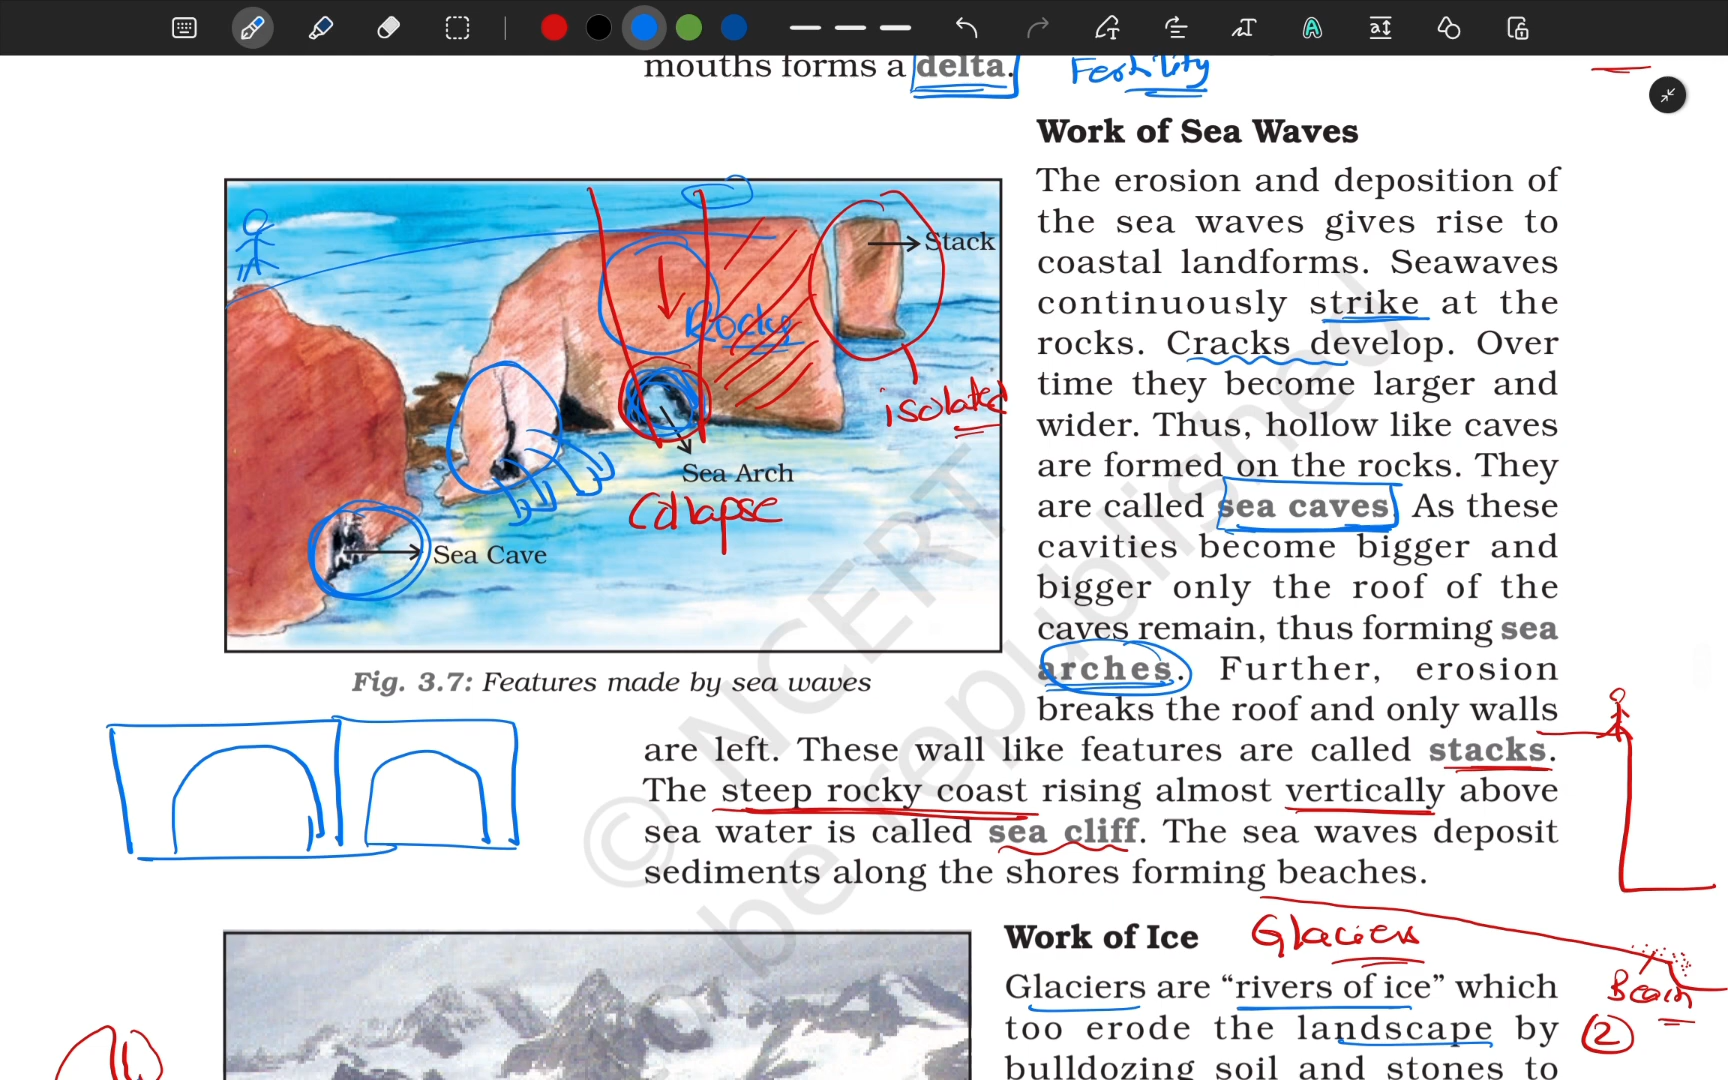 mouths forms a delta.
Fertility
Work of Sea Waves
The erosion and deposition of
the sea waves gives rise to
coastal landforms. Seawaves
continuously strike at the
rocks. Cracks develop. Over
time they become larger and
wider. Thus, hollow like caves
are formed on the rocks. They
are called sea caves. As these
cavities become bigger and
bigger only the roof of the
caves remain, thus forming sea
arches. Further, erosion
breaks the roof and only walls
are left. These wall like features are called stacks.
The steep rocky coast rising almost vertically above
sea water is called sea cliff. The sea waves deposit
sediments along the shores forming beaches.
Stack
Rocky
isolated
Sea Arch
Collapse
Sea Cave
Fig. 3.7: Features made by sea waves
Work of Ice
Glaciers
Glaciers are “rivers of ice” which
too erode the landscape by
bulldozing soil and stones to
Beach
2
© NCERT
be republished